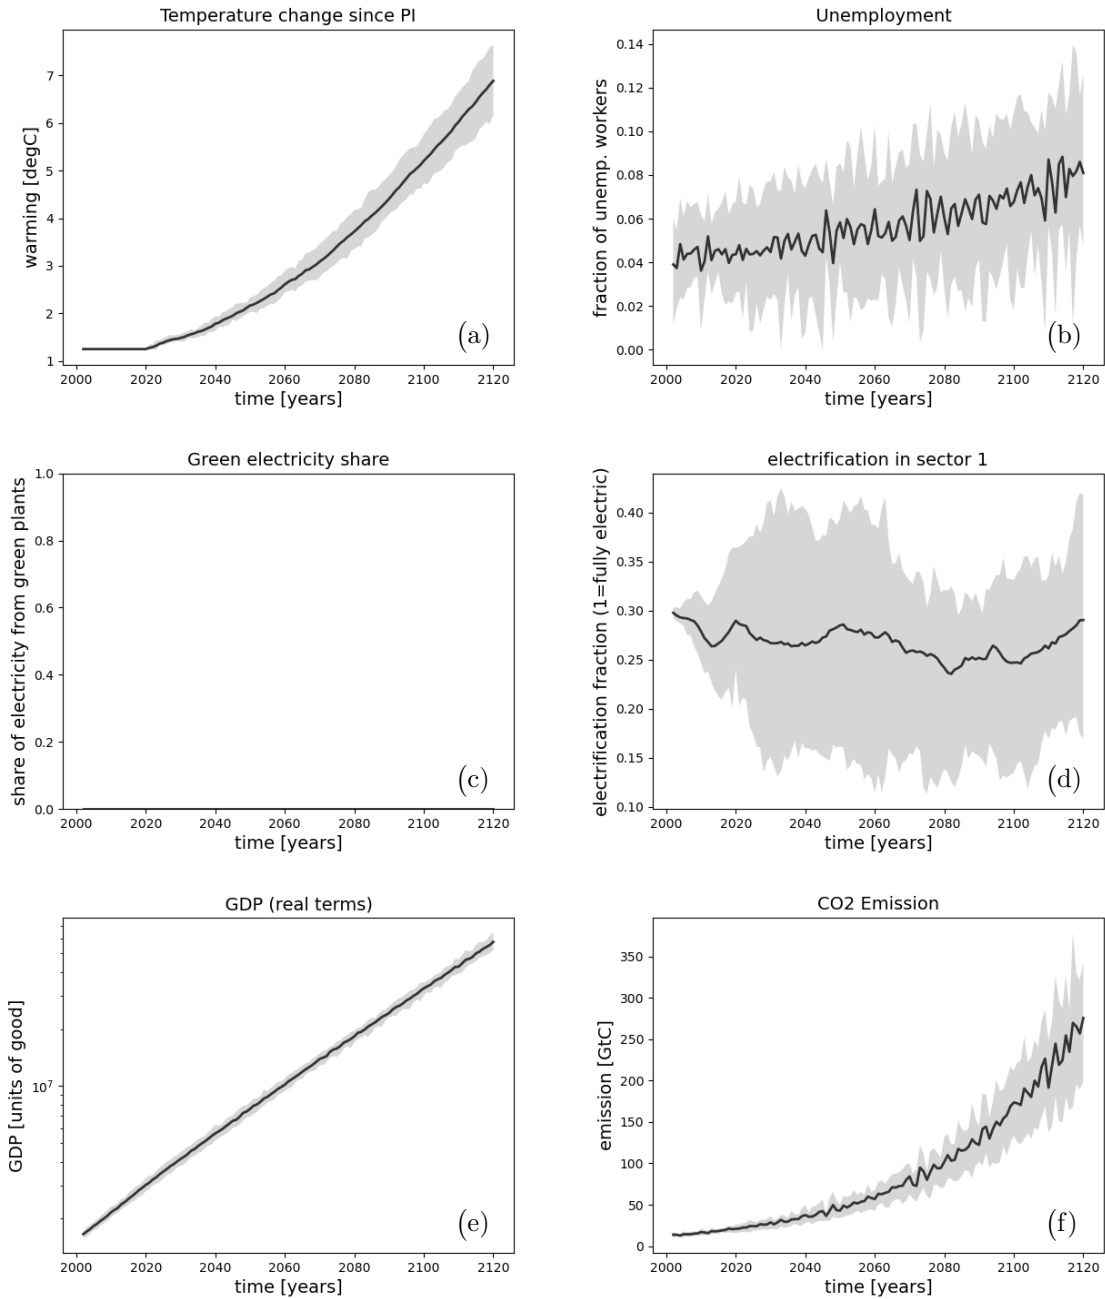 Temperature change since PI
warming [degC]
7
6
5
4
3
2
1
(a)
2000 2020 2040 2060 2080 2100 2120
time [years]
Unemployment
fraction of unemp. workers
0.14
0.12
0.10
0.08
0.06
0.04
0.02
0.00
(b)
2000 2020 2040 2060 2080 2100 2120
time [years]
Green electricity share
share of electricity from green plants
1.0
0.8
0.6
0.4
0.2
0.0
(c)
2000 2020 2040 2060 2080 2100 2120
time [years]
electrification in sector 1
electrification fraction (1=fully electric)
0.40
0.35
0.30
0.25
0.20
0.15
0.10
(d)
2000 2020 2040 2060 2080 2100 2120
time [years]
GDP (real terms)
GDP [units of good]
10⁷
(e)
2000 2020 2040 2060 2080 2100 2120
time [years]
CO2 Emission
emission [GtC]
350
300
250
200
150
100
50
0
(f)
2000 2020 2040 2060 2080 2100 2120
time [years]